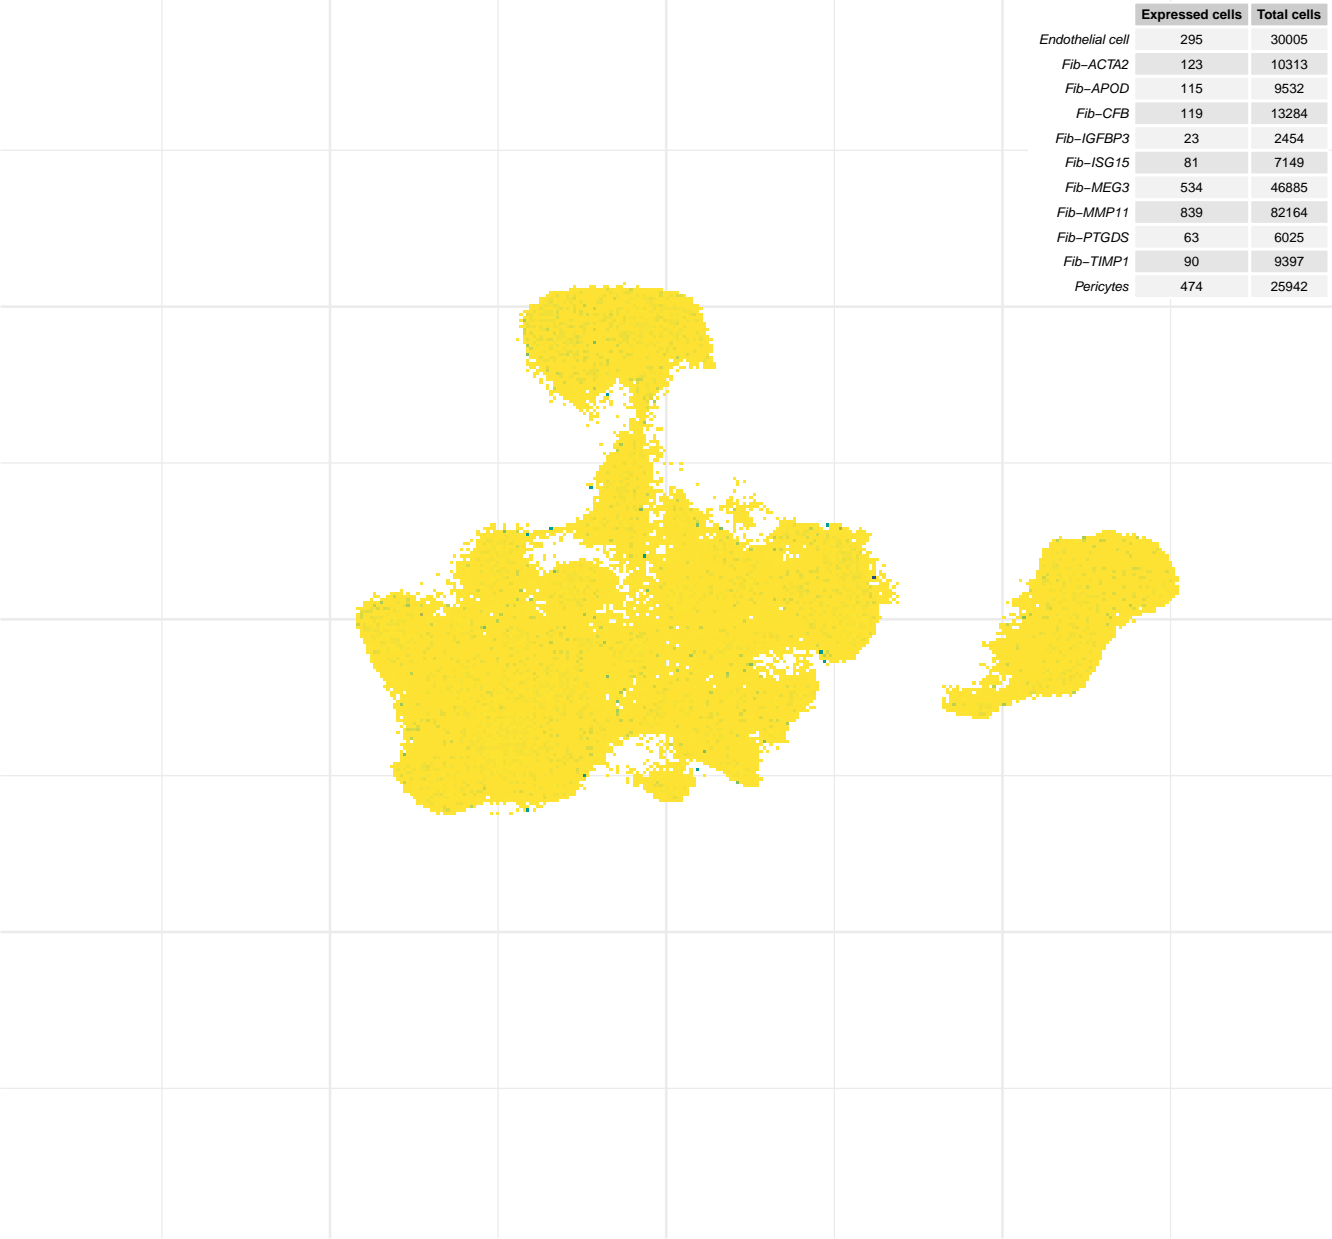 Expressed cells Total cells
Endothelial cell 295 30005
Fib−ACTA2 123 10313
Fib−APOD 115 9532
Fib−CFB 119 13284
Fib−IGFBP3 23 2454
Fib−ISG15 81 7149
Fib−MEG3 534 46885
Fib−MMP11 839 82164
Fib−PTGDS 63 6025
Fib−TIMP1 90 9397
Pericytes 474 25942